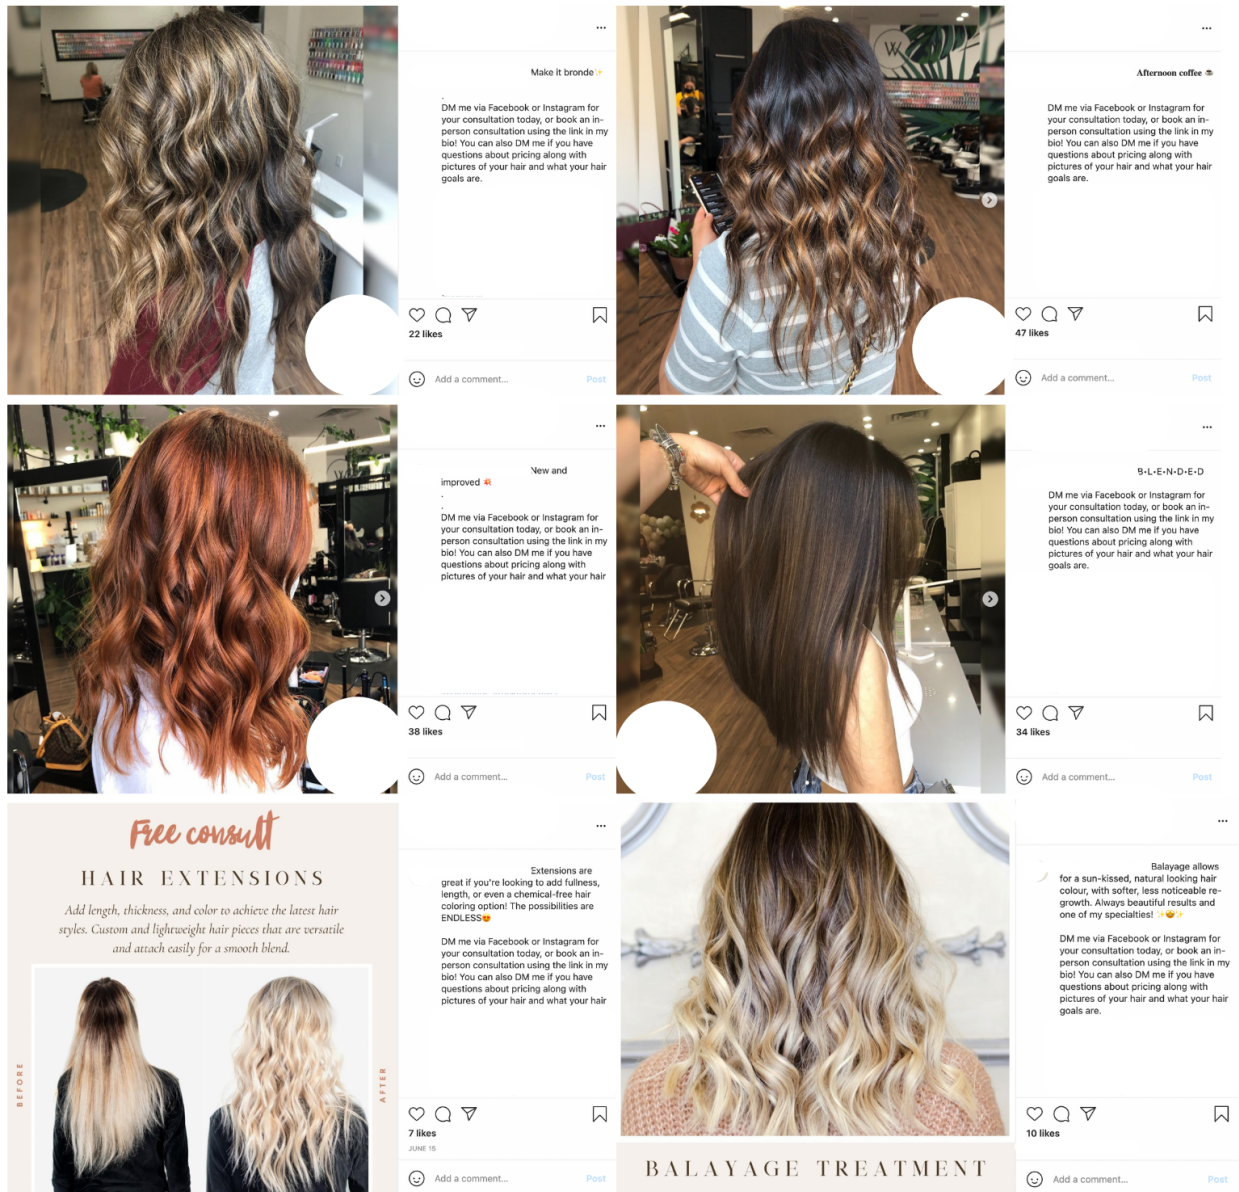 Make it bronde✨
.
DM me via Facebook or Instagram for
your consultation today, or book an in-
person consultation using the link in my
bio! You can also DM me if you have
questions about pricing along with
pictures of your hair and what your hair
goals are.
22 likes
Add a comment...
Post
W
Afternoon coffee ☕
DM me via Facebook or Instagram for
your consultation today, or book an in-
person consultation using the link in my
bio! You can also DM me if you have
questions about pricing along with
pictures of your hair and what your hair
goals are.
47 likes
Add a comment...
Post
New and
improved 💥
.
.
DM me via Facebook or Instagram for
your consultation today, or book an in-
person consultation using the link in my
bio! You can also DM me if you have
questions about pricing along with
pictures of your hair and what your hair
38 likes
Add a comment...
Post
B•L•E•N•D•E•D
DM me via Facebook or Instagram for
your consultation today, or book an in-
person consultation using the link in my
bio! You can also DM me if you have
questions about pricing along with
pictures of your hair and what your hair
goals are.
34 likes
Add a comment...
Post
Free consult
HAIR EXTENSIONS
Add length, thickness, and color to achieve the latest hair
styles. Custom and lightweight hair pieces that are versatile
and attach easily for a smooth blend.
BEFORE
AFTER
Extensions are
great if you're looking to add fullness,
length, or even a chemical-free hair
coloring option! The possibilities are
ENDLESS😍
DM me via Facebook or Instagram for
your consultation today, or book an in-
person consultation using the link in my
bio! You can also DM me if you have
questions about pricing along with
pictures of your hair and what your hair
7 likes
JUNE 15
Add a comment...
Post
BALAYAGE TREATMENT
Balayage allows
for a sun-kissed, natural looking hair
colour, with softer, less noticeable re-
growth. Always beautiful results and
one of my specialties! ✨🤩✨
DM me via Facebook or Instagram for
your consultation today, or book an in-
person consultation using the link in my
bio! You can also DM me if you have
questions about pricing along with
pictures of your hair and what your hair
goals are.
10 likes
Add a comment...
Post